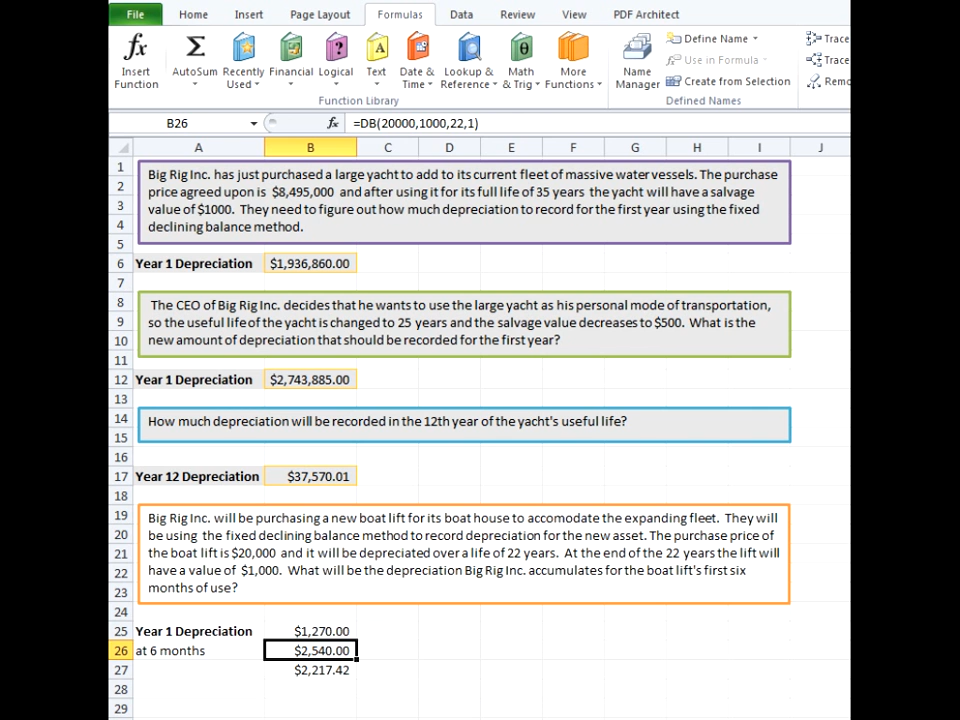 File Home Insert Page Layout Formulas Data Review View PDF Architect
fx Σ ? A θ
Define Name Trace
Use in Formula Trace
Insert AutoSum Recently Financial Logical Text Date & Lookup & Math More Name
Function Used Time Reference & Trig Functions Manager
Create from Selection Remo
Function Library Defined Names
B26 fx =DB(20000,1000,22,1)
A B C D E F G H I J
1
Big Rig Inc. has just purchased a large yacht to add to its current fleet of massive water vessels. The purchase
2
price agreed upon is $8,495,000 and after using it for its full life of 35 years the yacht will have a salvage
3
value of $1000. They need to figure out how much depreciation to record for the first year using the fixed
4
declining balance method.
5
6 Year 1 Depreciation $1,936,860.00
7
8
The CEO of Big Rig Inc. decides that he wants to use the large yacht as his personal mode of transportation,
9
so the useful life of the yacht is changed to 25 years and the salvage value decreases to $500. What is the
10
new amount of depreciation that should be recorded for the first year?
11
12 Year 1 Depreciation $2,743,885.00
13
14
How much depreciation will be recorded in the 12th year of the yacht's useful life?
15
16
17 Year 12 Depreciation $37,570.01
18
19
Big Rig Inc. will be purchasing a new boat lift for its boat house to accomodate the expanding fleet. They will
20
be using the fixed declining balance method to record depreciation for the new asset. The purchase price of
21
the boat lift is $20,000 and it will be depreciated over a life of 22 years. At the end of the 22 years the lift will
22
have a value of $1,000. What will be the depreciation Big Rig Inc. accumulates for the boat lift's first six
23
months of use?
24
25 Year 1 Depreciation $1,270.00
26 at 6 months $2,540.00
27 $2,217.42
28
29